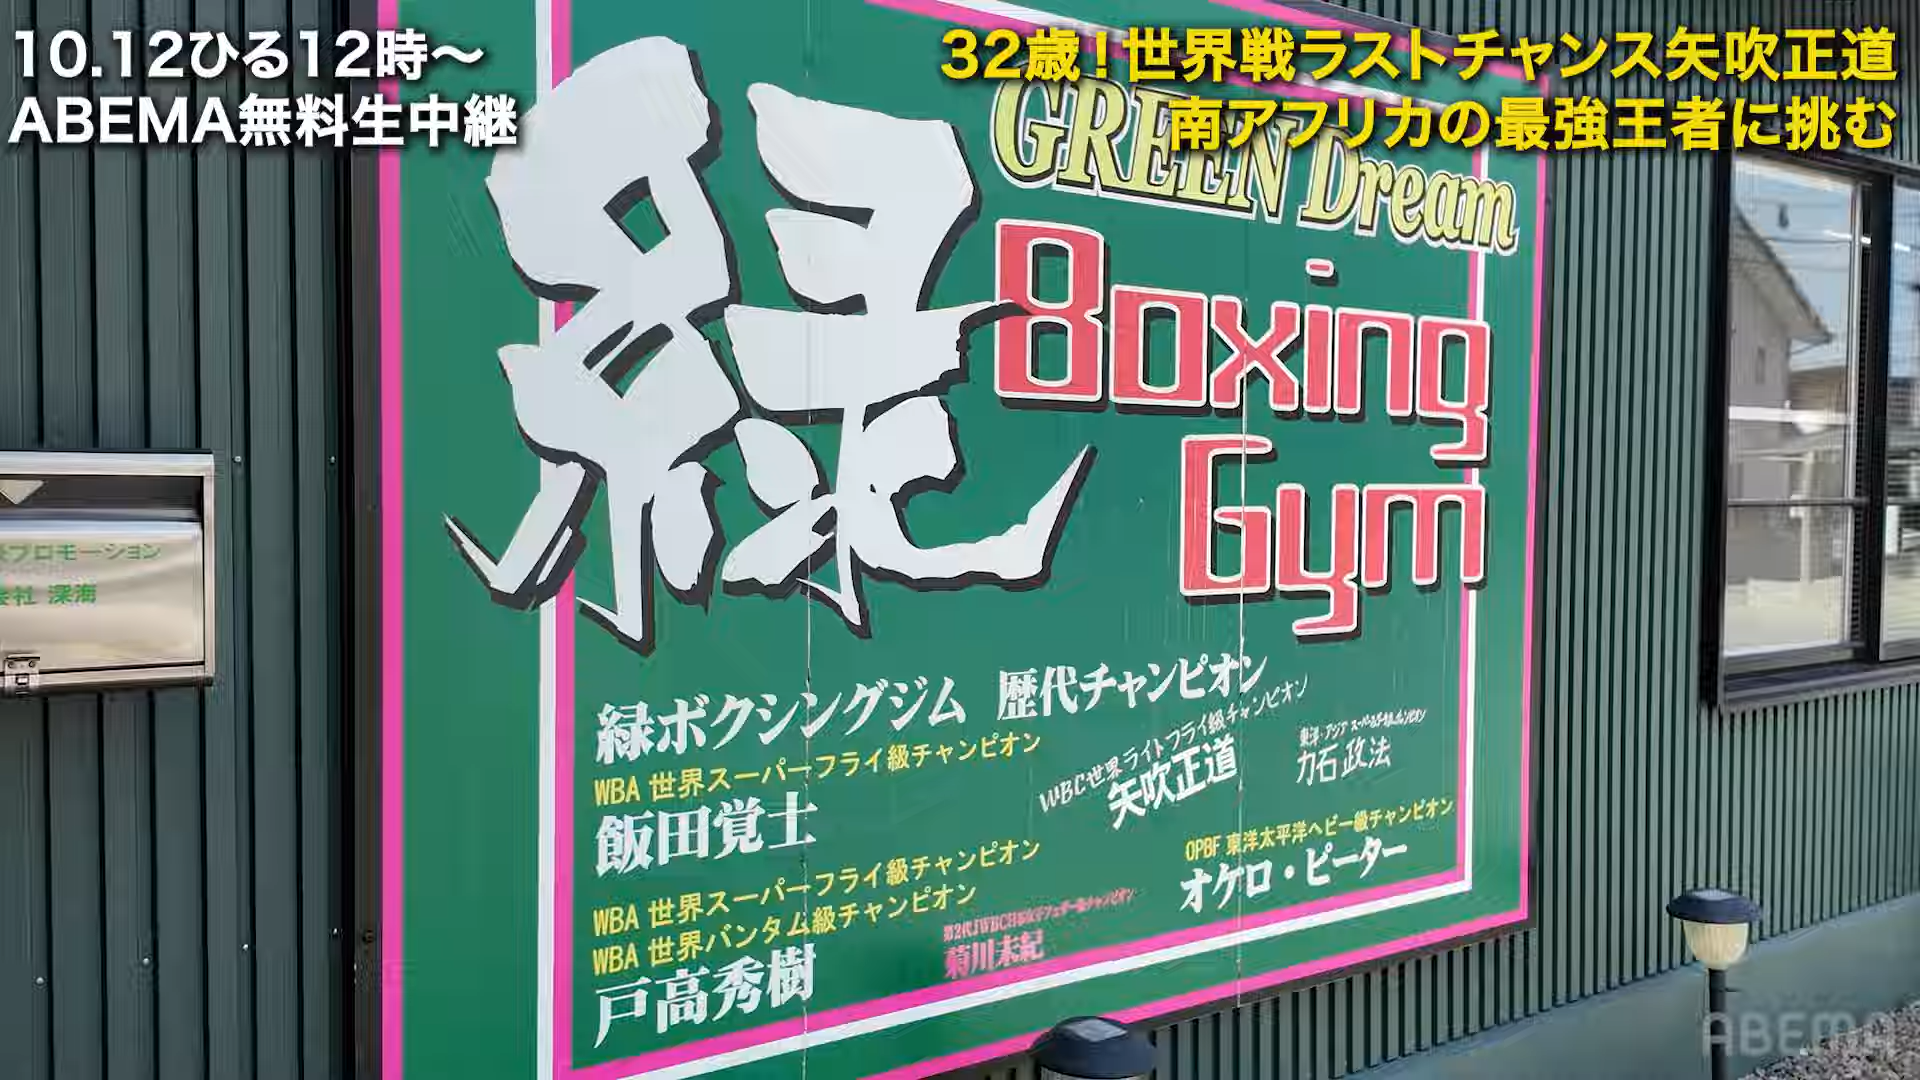 10.12ひる12時〜
ABEMA無料生中継
32歳！世界戦ラストチャンス矢吹正道
南アフリカの最強王者に挑む
緑
GREEN Dream
Boxing
Gym
プロモーション
会社 深海
緑ボクシングジム 歴代チャンピオン
WBA 世界スーパーフライ級チャンピオン
飯田覚士
WBA 世界スーパーフライ級チャンピオン
WBA 世界バンタム級チャンピオン
戸高秀樹
WBC世界ライトフライ級チャンピオン
矢吹正道
力石政法
OPBF 東洋太平洋ヘビー級チャンピオン
オケロ・ピーター
菊川未紀
ABEMA